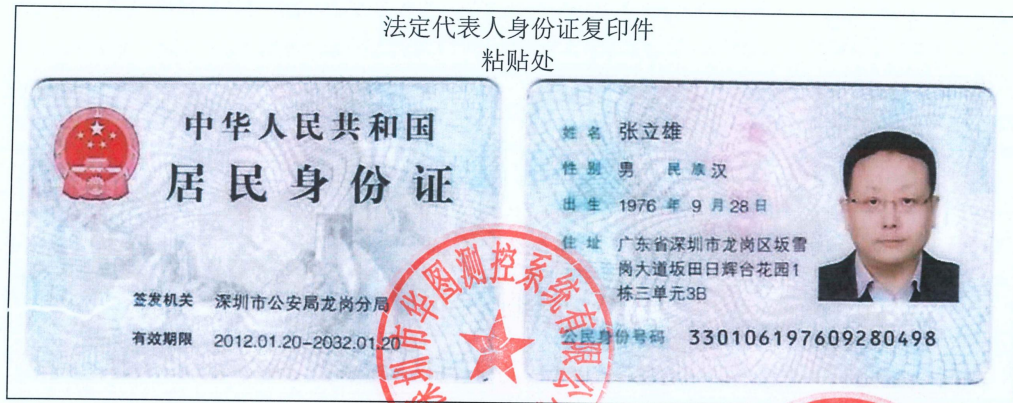 法定代表人身份证复印件
粘贴处
中华人民共和国
居民身份证
签发机关 深圳市公安局龙岗分局
有效期限 2012.01.20-2032.01.20
姓名 张立雄
性别 男 民族 汉
出生 1976 年 9 月 28 日
住址 广东省深圳市龙岗区坂雪
岗大道坂田日辉台花园1
栋三单元3B
公民身份号码 330106197609280498
深圳市华图测控系统有限公